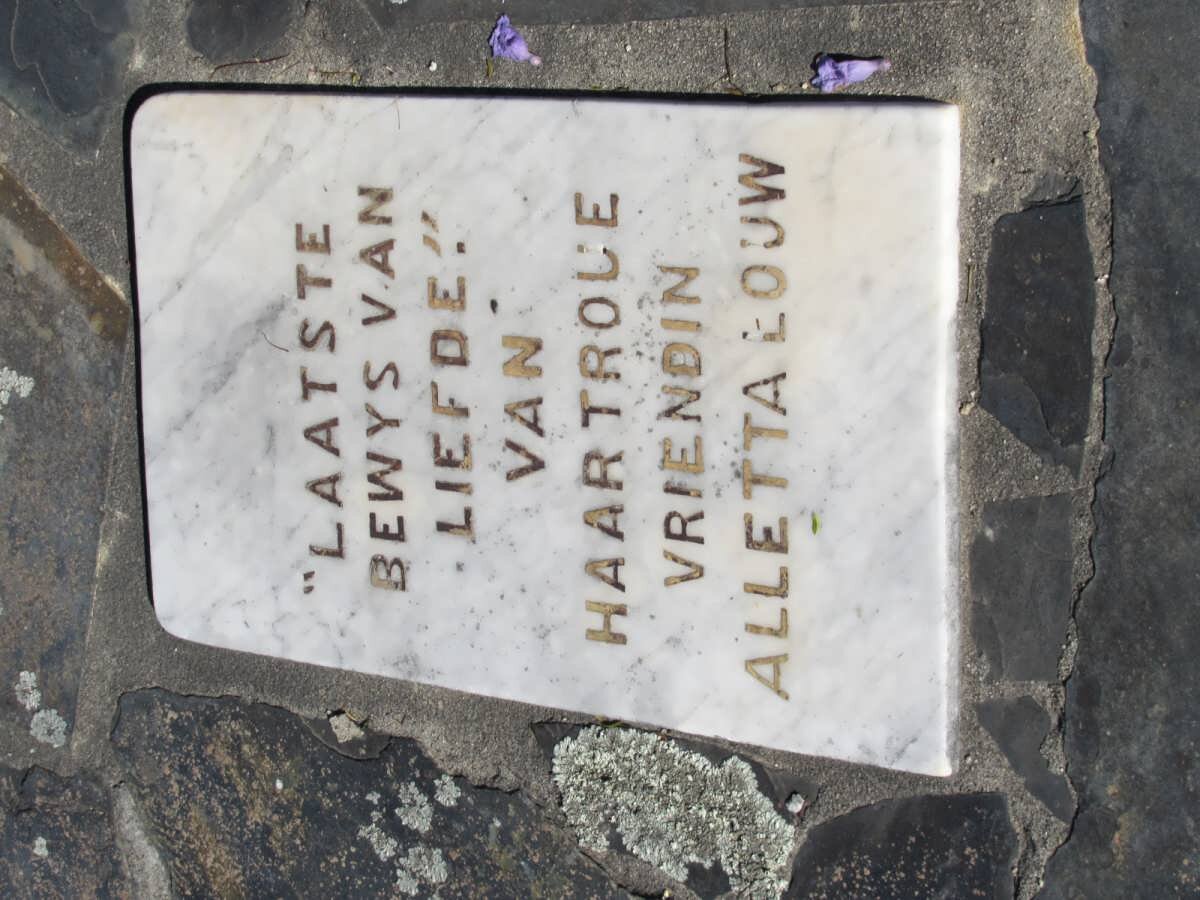 "LAATSTE
BEWYS VAN
LIEFDE."
VAN
HAAR TROUE
VRIENDIN
ALLETTA LOUW